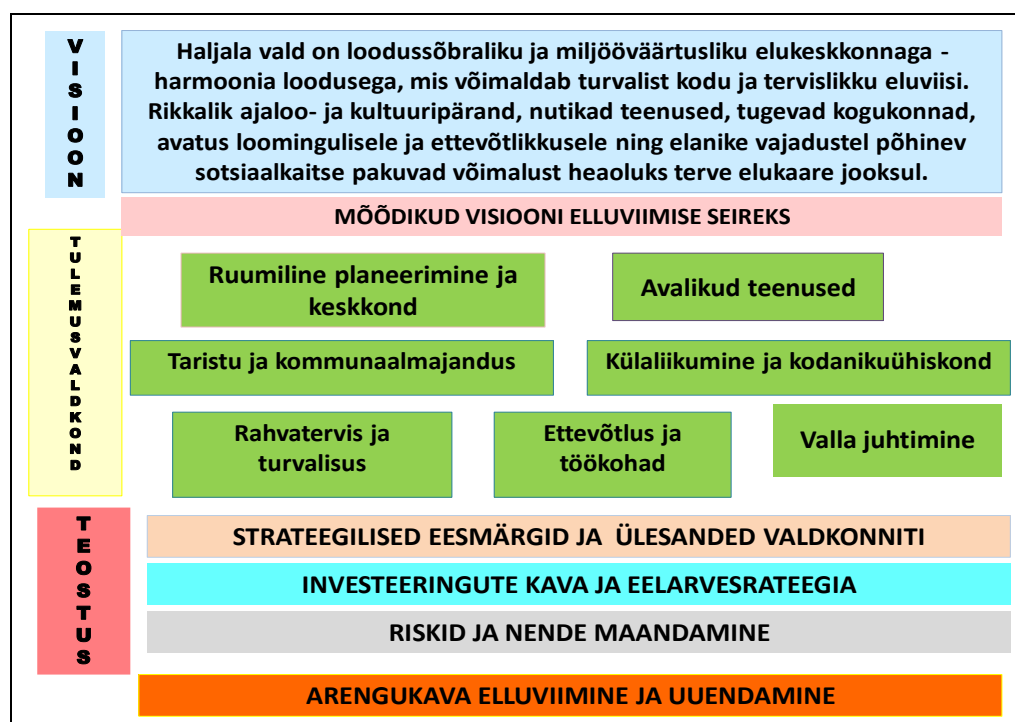 VISIOON
Haljala vald on loodussõbraliku ja miljööväärtusliku elukeskkonnaga -
harmoonia loodusega, mis võimaldab turvalist kodu ja tervislikku eluviisi.
Rikkalik ajaloo- ja kultuuripärand, nutikad teenused, tugevad kogukonnad,
avatus loomingulisele ja ettevõtlikkusele ning elanike vajadustel põhinev
sotsiaalkaitse pakuvad võimalust heaoluks terve elukaare jooksul.
MÕÕDIKUD VISIOONI ELLUVIIMISE SEIREKS
TULEMUSVALDKOND
Ruumiline planeerimine ja
keskkond
Avalikud teenused
Taristu ja kommunaalmajandus
Külaliikumine ja kodanikuühiskond
Rahvatervis ja
turvalisus
Ettevõtlus ja
töökohad
Valla juhtimine
TEOSTUS
STRATEEGILISED EESMÄRGID JA ÜLESANDED VALDKONNITI
INVESTEERINGUTE KAVA JA EELARVESRATEEGIA
RISKID JA NENDE MAANDAMINE
ARENGUKAVA ELLUVIIMINE JA UUENDAMINE